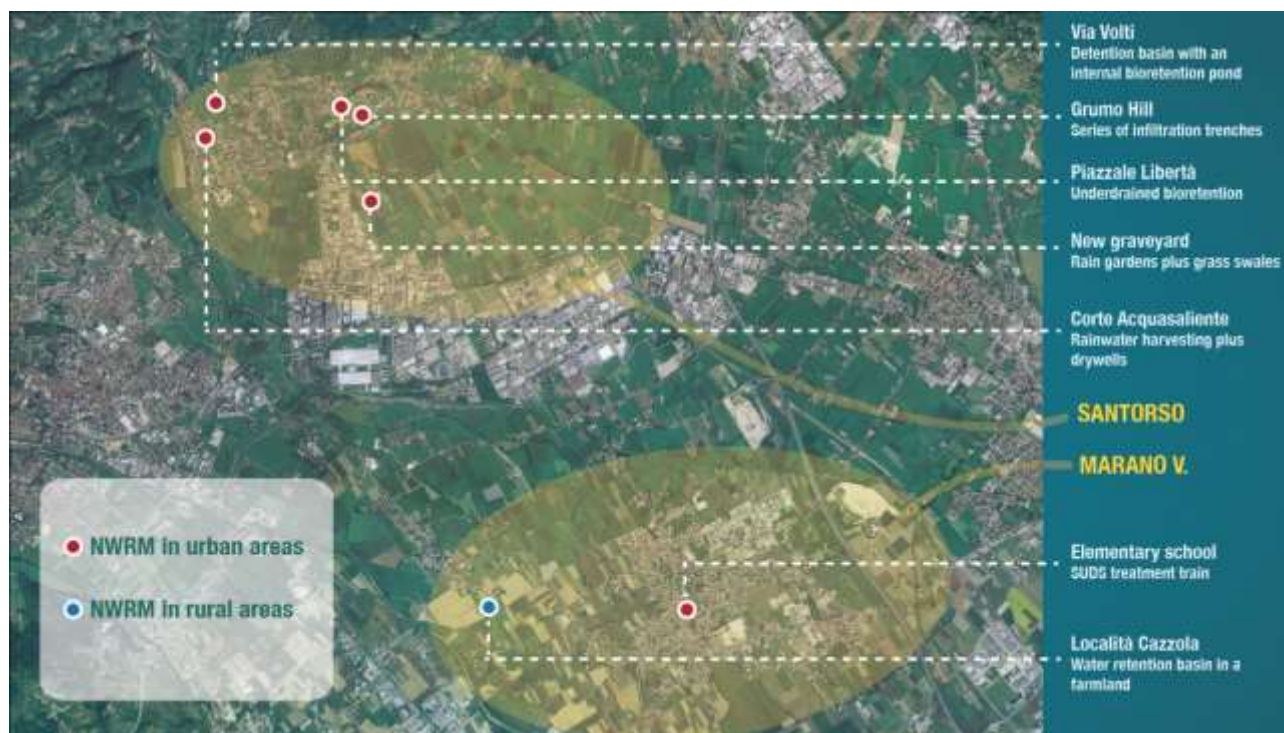 Via Volti
Detention basin with an
internal bioretention pond
Grumo Hill
Series of infiltration trenches
Piazzale Libertà
Underdrained bioretention
New graveyard
Rain gardens plus grass swales
Corte Acquasaliente
Rainwater harvesting plus
drywells
SANTORSO
MARANO V.
Elementary school
SUDS treatment train
Località Cazzola
Water retention basin in a
farmland
NWRM in urban areas
NWRM in rural areas